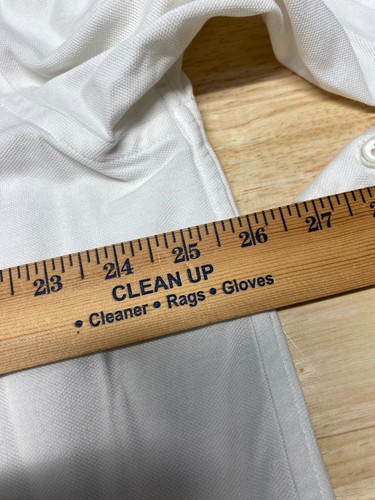 23 24 25 26 27
CLEAN UP
• Cleaner • Rags • Gloves